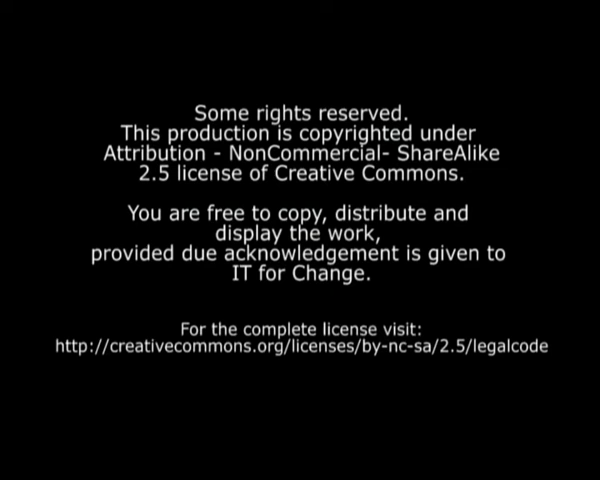 Some rights reserved.
This production is copyrighted under
Attribution - NonCommercial- ShareAlike
2.5 license of Creative Commons.
You are free to copy, distribute and
display the work,
provided due acknowledgement is given to
IT for Change.
For the complete license visit:
http://creativecommons.org/licenses/by-nc-sa/2.5/legalcode